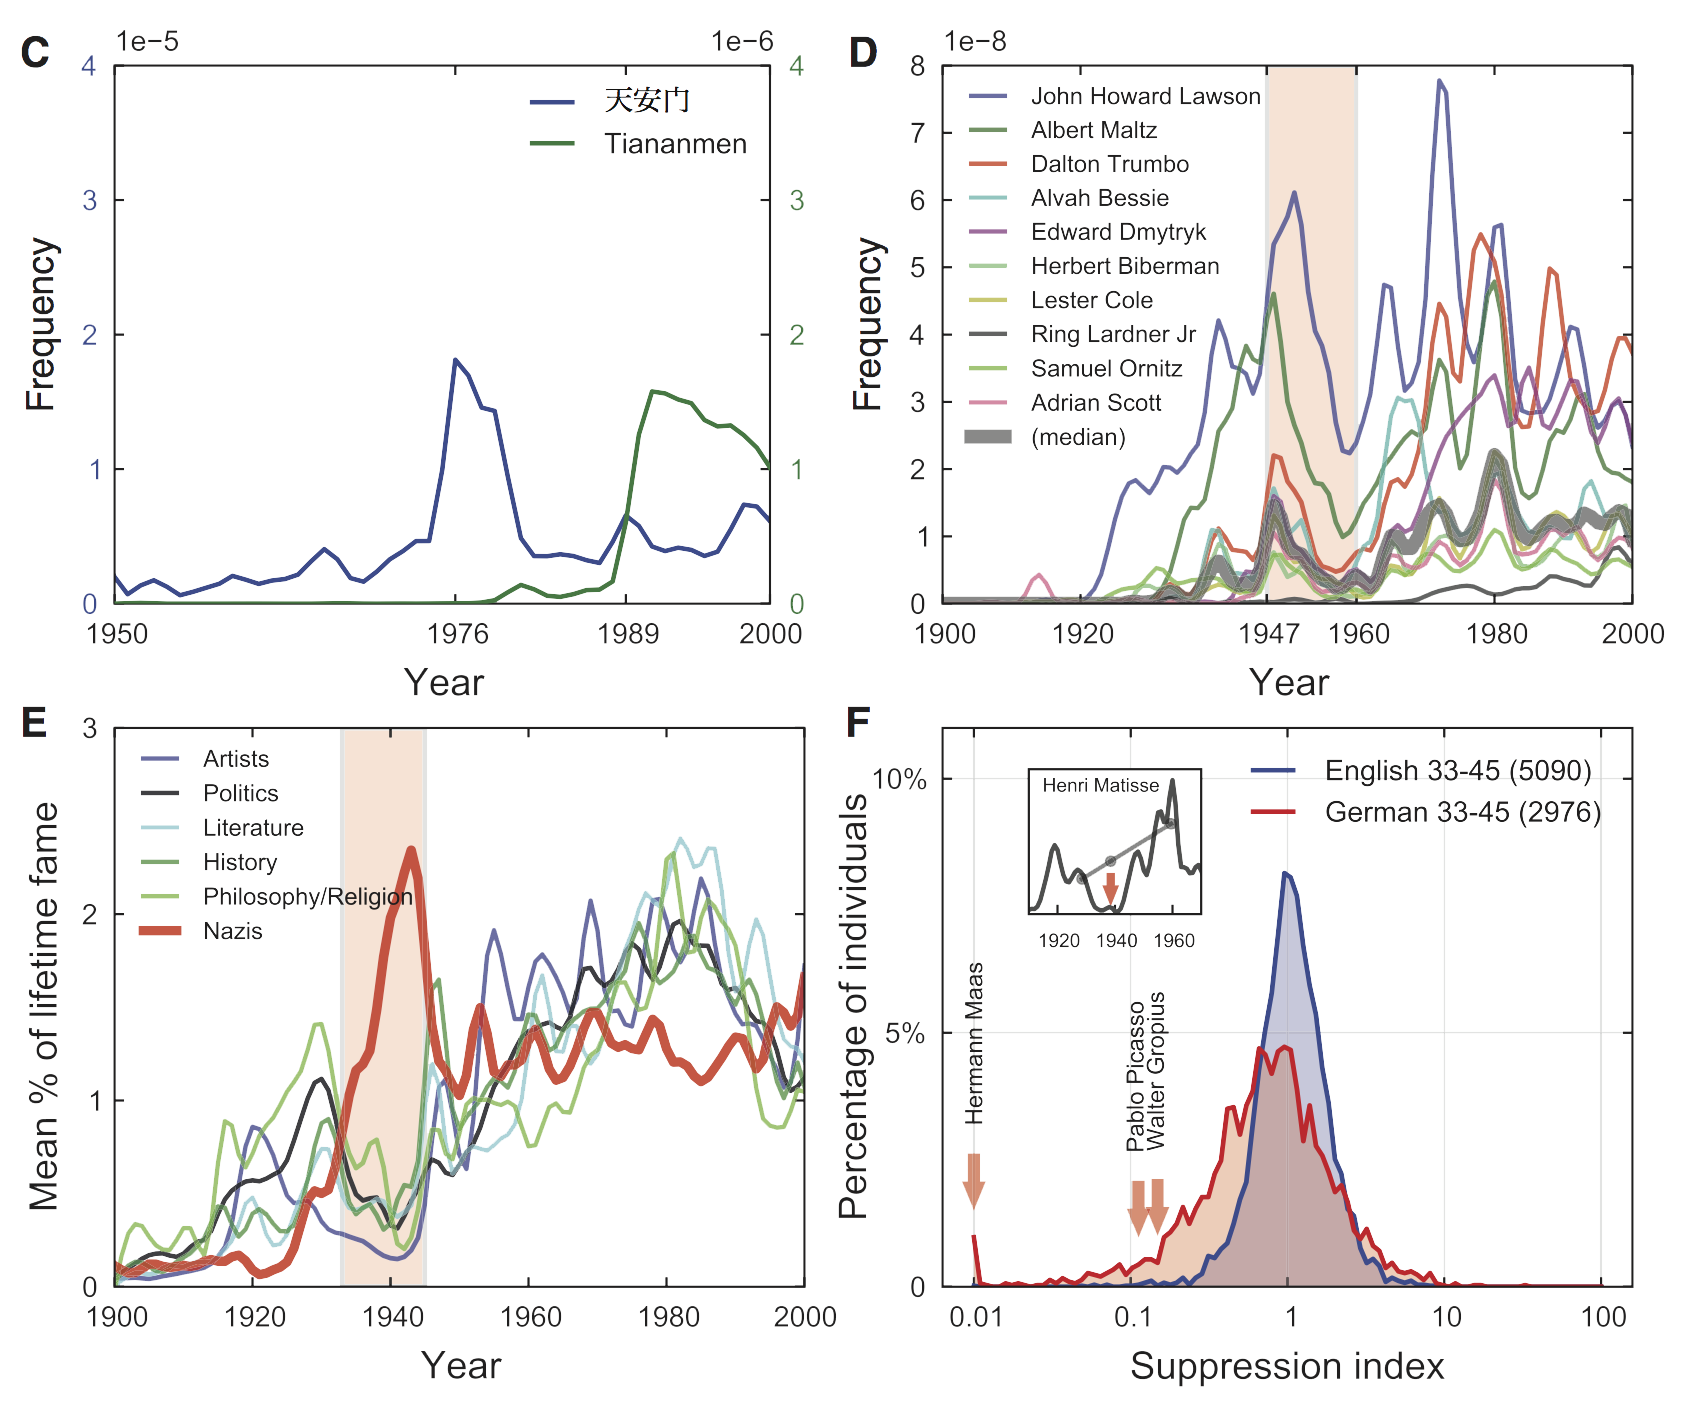 C
1e−5
1e−6
4
3
2
1
0
4
3
2
1
0
天安门
Tiananmen
Frequency
1950
1976
1989
2000
Year
D
1e−8
8
7
6
5
4
3
2
1
0
John Howard Lawson
Albert Maltz
Dalton Trumbo
Alvah Bessie
Edward Dmytryk
Herbert Biberman
Lester Cole
Ring Lardner Jr
Samuel Ornitz
Adrian Scott
(median)
Frequency
1900
1920
1947
1960
1980
2000
Year
E
3
2
1
0
Artists
Politics
Literature
History
Philosophy/Religion
Nazis
Mean % of lifetime fame
1900
1920
1940
1960
1980
2000
Year
F
10%
5%
0
Henri Matisse
1920
1940
1960
English 33-45 (5090)
German 33-45 (2976)
Hermann Maas
Pablo Picasso
Walter Gropius
Percentage of individuals
0.01
0.1
1
10
100
Suppression index